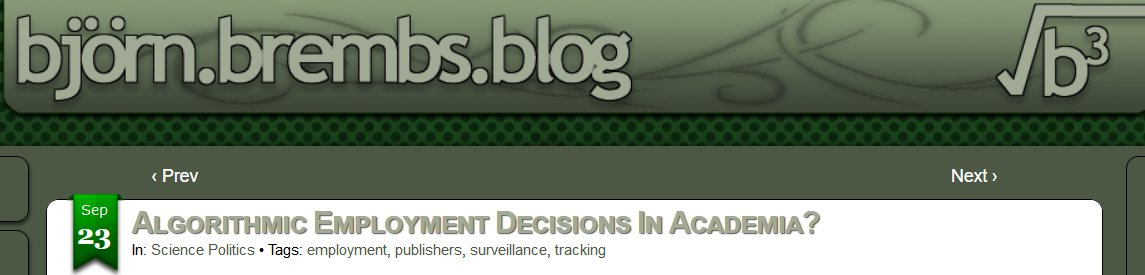 björn.brembs.blog
√b³
‹ Prev
Next ›
Sep
23
Algorithmic Employment Decisions In Academia?
In: Science Politics • Tags: employment, publishers, surveillance, tracking